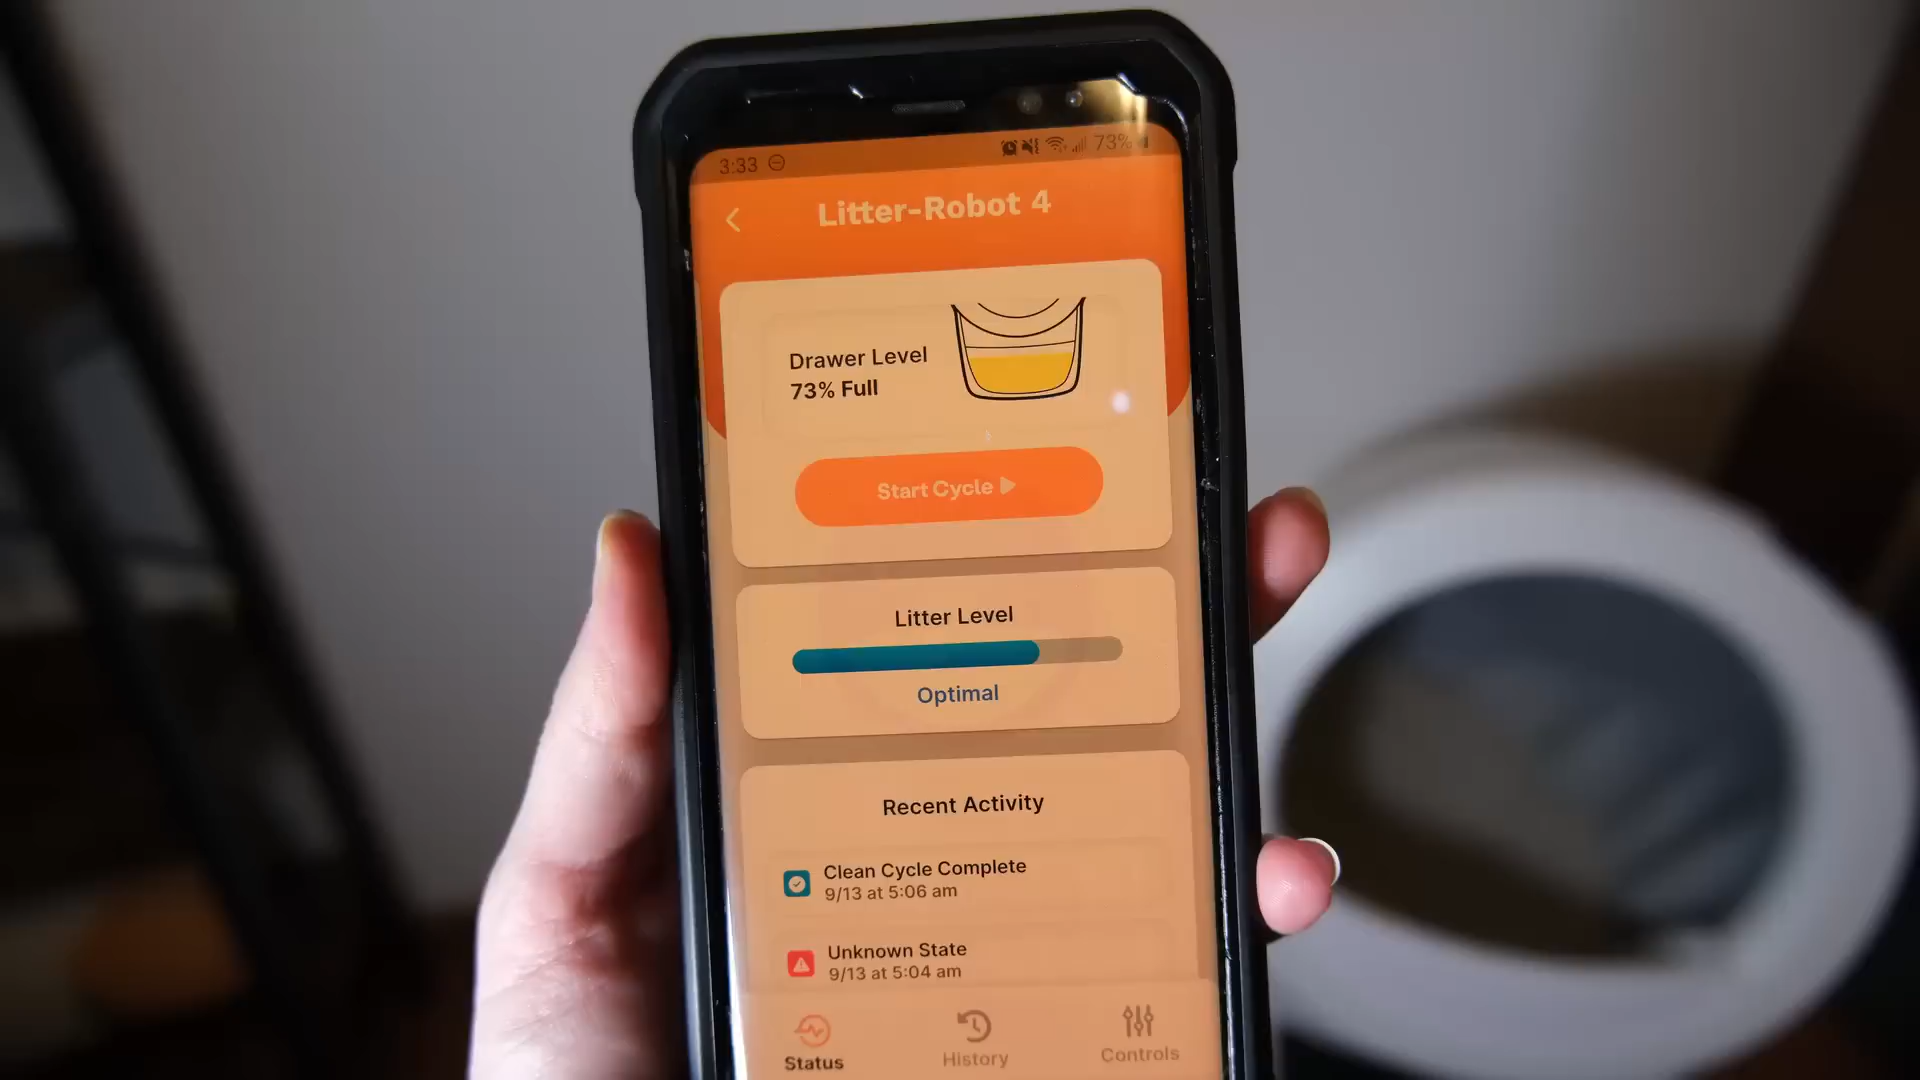 3:33 73%
Litter-Robot 4
Drawer Level
73% Full
Start Cycle
Litter Level
Optimal
Recent Activity
Clean Cycle Complete
9/13 at 5:06 am
Unknown State
9/13 at 5:04 am
Status History Controls